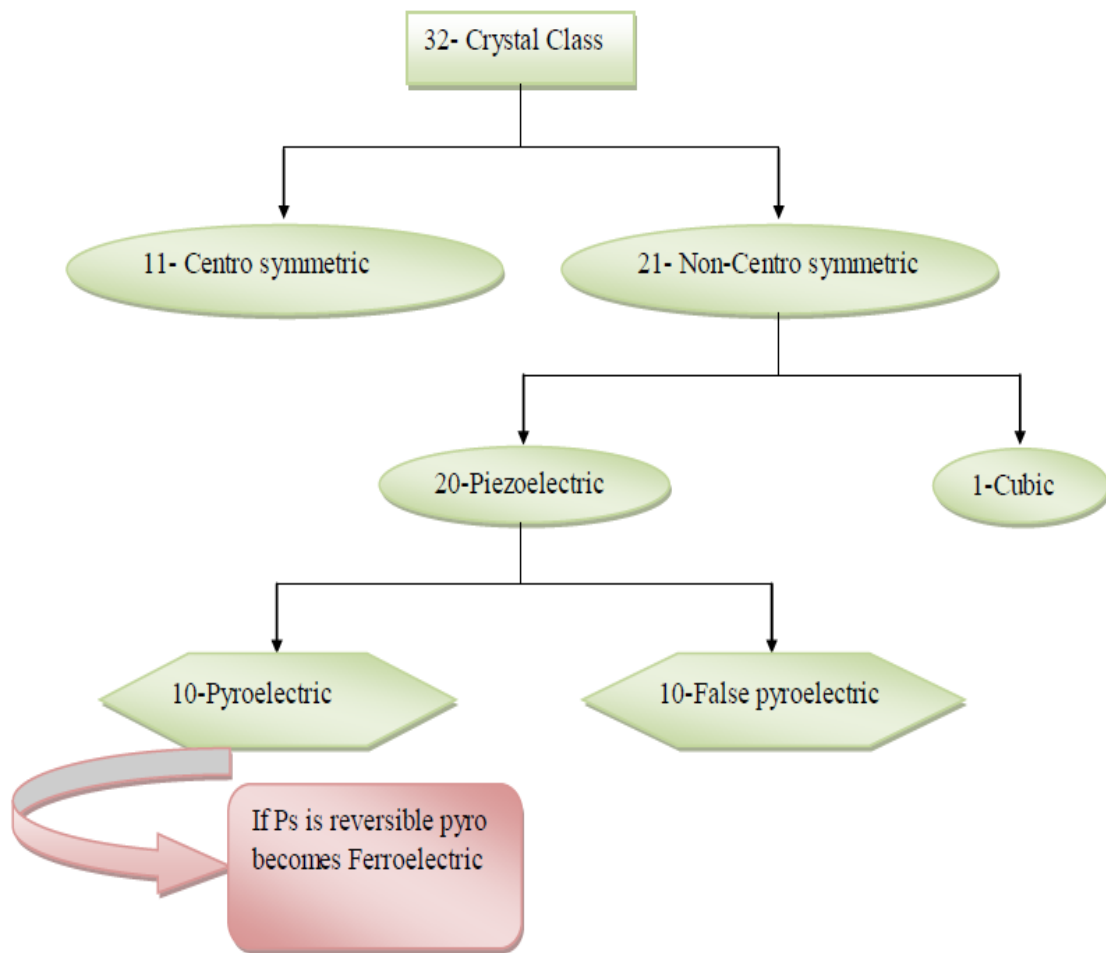 32- Crystal Class
11- Centro symmetric
21- Non-Centro symmetric
20-Piezoelectric
1-Cubic
10-Pyroelectric
10-False pyroelectric
If Ps is reversible pyro
becomes Ferroelectric